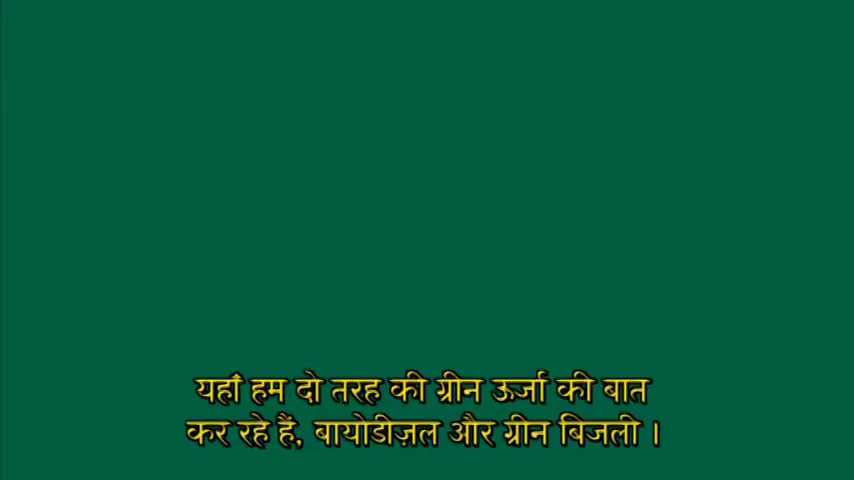 यहाँ हम दो तरह की ग्रीन ऊर्जा की बात
कर रहे हैं, बायोडीज़ल और ग्रीन बिजली ।